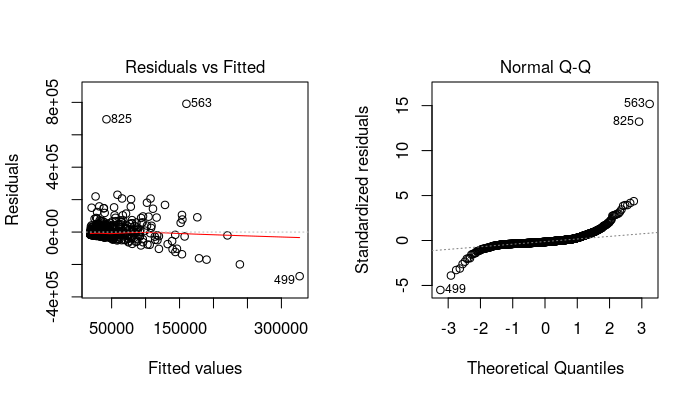 Residuals vs Fitted
Residuals
8e+05
4e+05
0e+00
-4e+05
563
825
499
50000
150000
300000
Fitted values
Normal Q-Q
Standardized residuals
15
10
5
0
-5
563
825
499
-3
-2
-1
0
1
2
3
Theoretical Quantiles